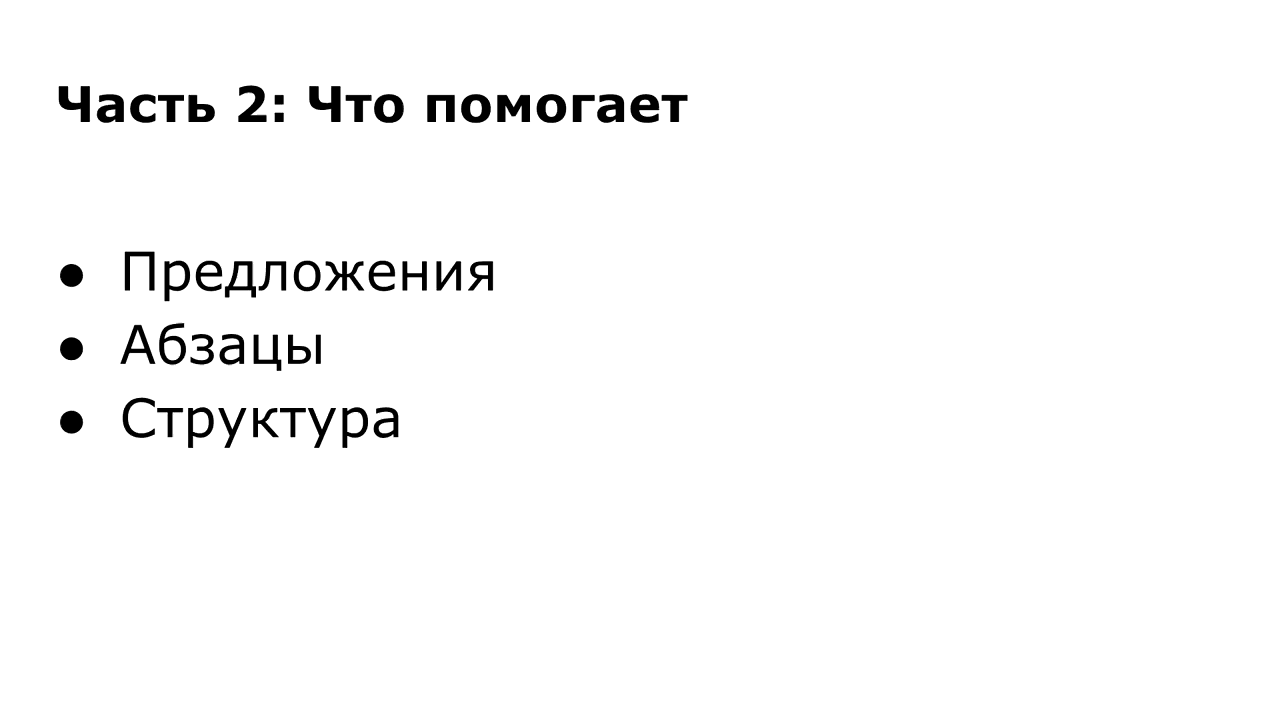 Часть 2: Что помогает
● Предложения
● Абзацы
● Структура